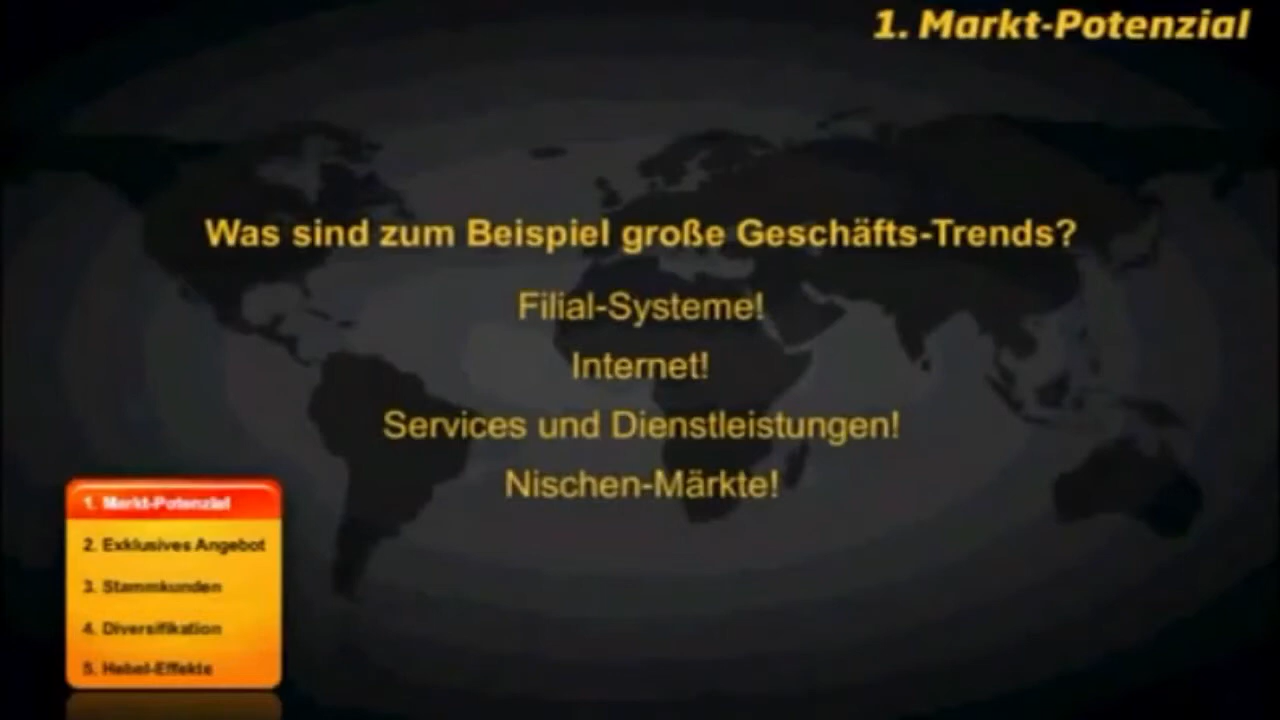 1. Markt-Potenzial
Was sind zum Beispiel große Geschäfts-Trends?
Filial-Systeme!
Internet!
Services und Dienstleistungen!
Nischen-Märkte!
1. Markt-Potenzial
2. Exklusives Angebot
3. Stammkunden
4. Diversifikation
5. Hebel-Effekte